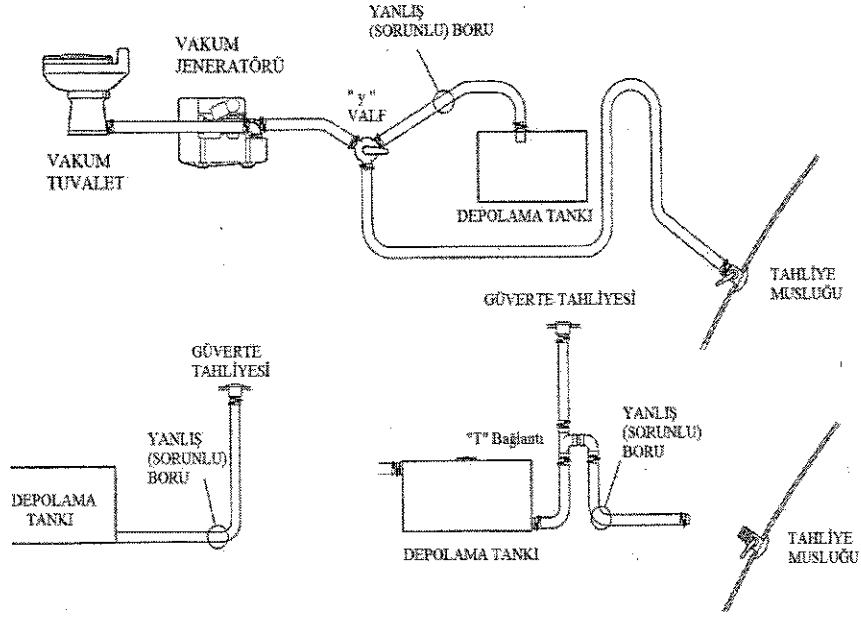 YANLIŞ
(SORUNLU) BORU
VAKUM
JENERATÖRÜ
" y "
VALF
VAKUM
TUVALET
DEPOLAMA TANKI
TAHLİYE
MUSLUĞU
GÜVERTE TAHLİYESİ
GÜVERTE
TAHLİYESİ
YANLIŞ
(SORUNLU)
BORU
DEPOLAMA
TANKI
"T" Bağlantı
YANLIŞ
(SORUNLU)
BORU
DEPOLAMA TANKI
TAHLİYE
MUSLUĞU